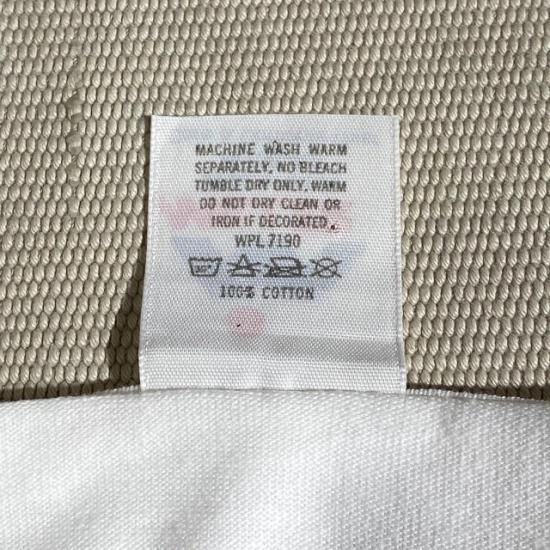 MACHINE WASH WARM
SEPARATELY, NO BLEACH
TUMBLE DRY ONLY, WARM
DO NOT DRY CLEAN OR
IRON IF DECORATED.
WPL 7190
100% COTTON